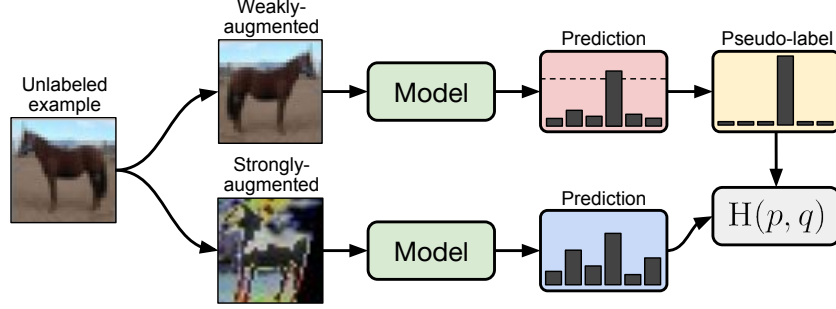 Weakly-
augmented
Unlabeled
example
Model
Prediction
Pseudo-label
Strongly-
augmented
Model
Prediction
H(p, q)